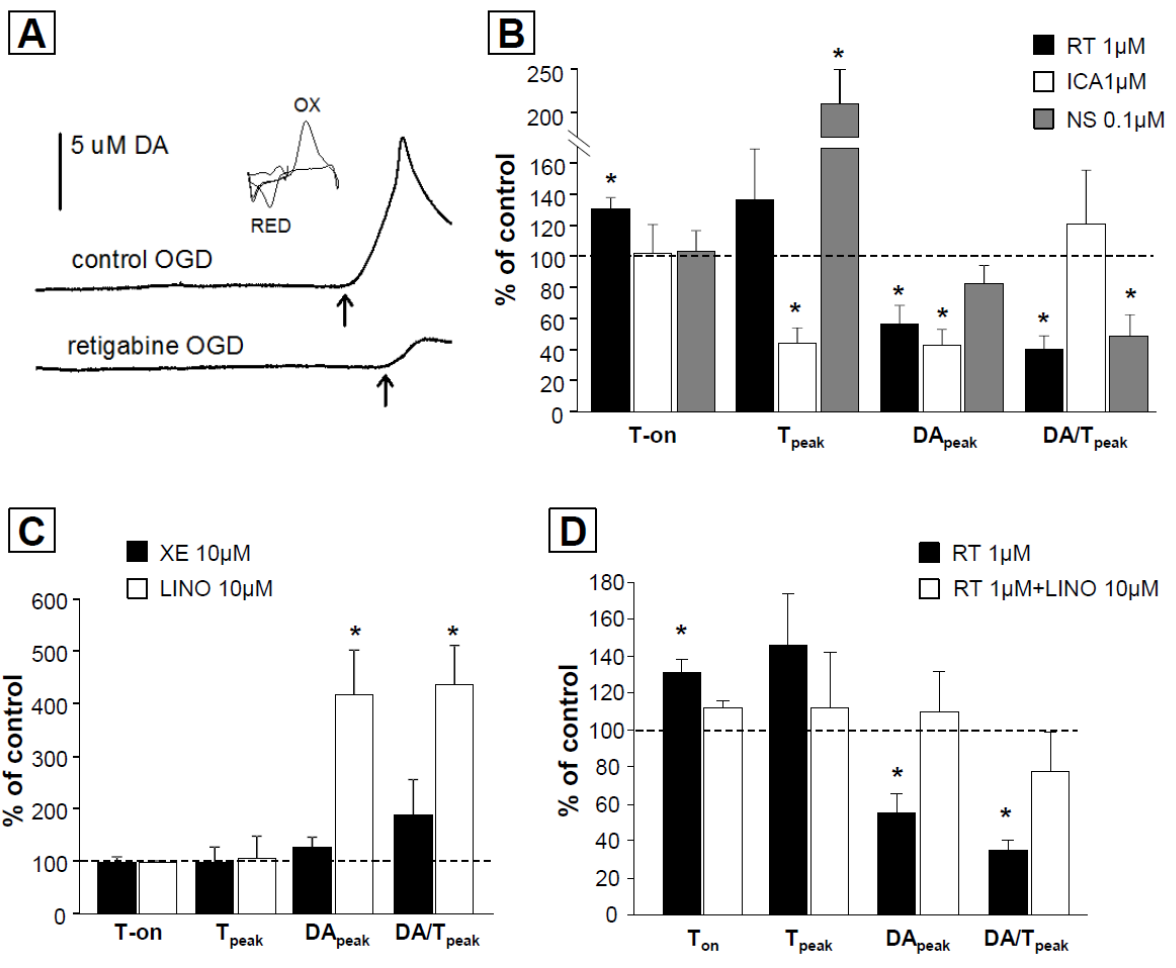 A
5 uM DA
OX
RED
control OGD
retigabine OGD
B
RT 1µM
ICA1µM
NS 0.1µM
% of control
250
200
160
140
120
100
80
60
40
20
0
*
*
*
*
*
*
*
T-on
Tpeak
DApeak
DA/Tpeak
C
XE 10µM
LINO 10µM
% of control
600
500
400
300
200
100
0
*
*
T-on
Tpeak
DApeak
DA/Tpeak
D
RT 1µM
RT 1µM+LINO 10µM
% of control
180
160
140
120
100
80
60
40
20
0
*
*
*
Ton
Tpeak
DApeak
DA/Tpeak